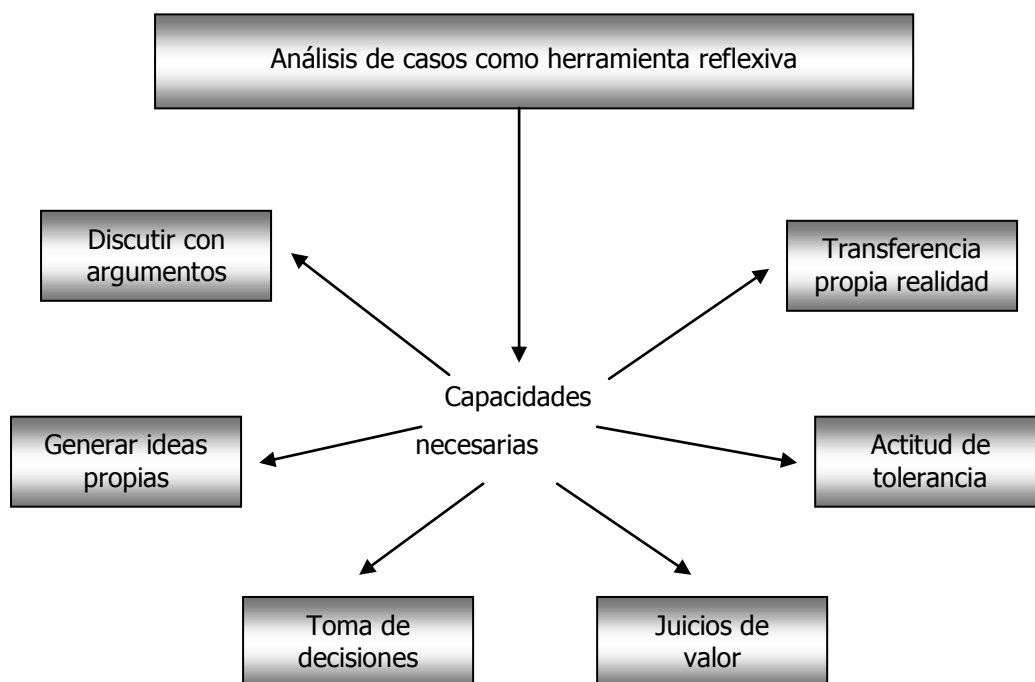 Análisis de casos como herramienta reflexiva
Discutir con
argumentos
Transferencia
propia realidad
Capacidades
necesarias
Generar ideas
propias
Actitud de
tolerancia
Toma de
decisiones
Juicios de
valor